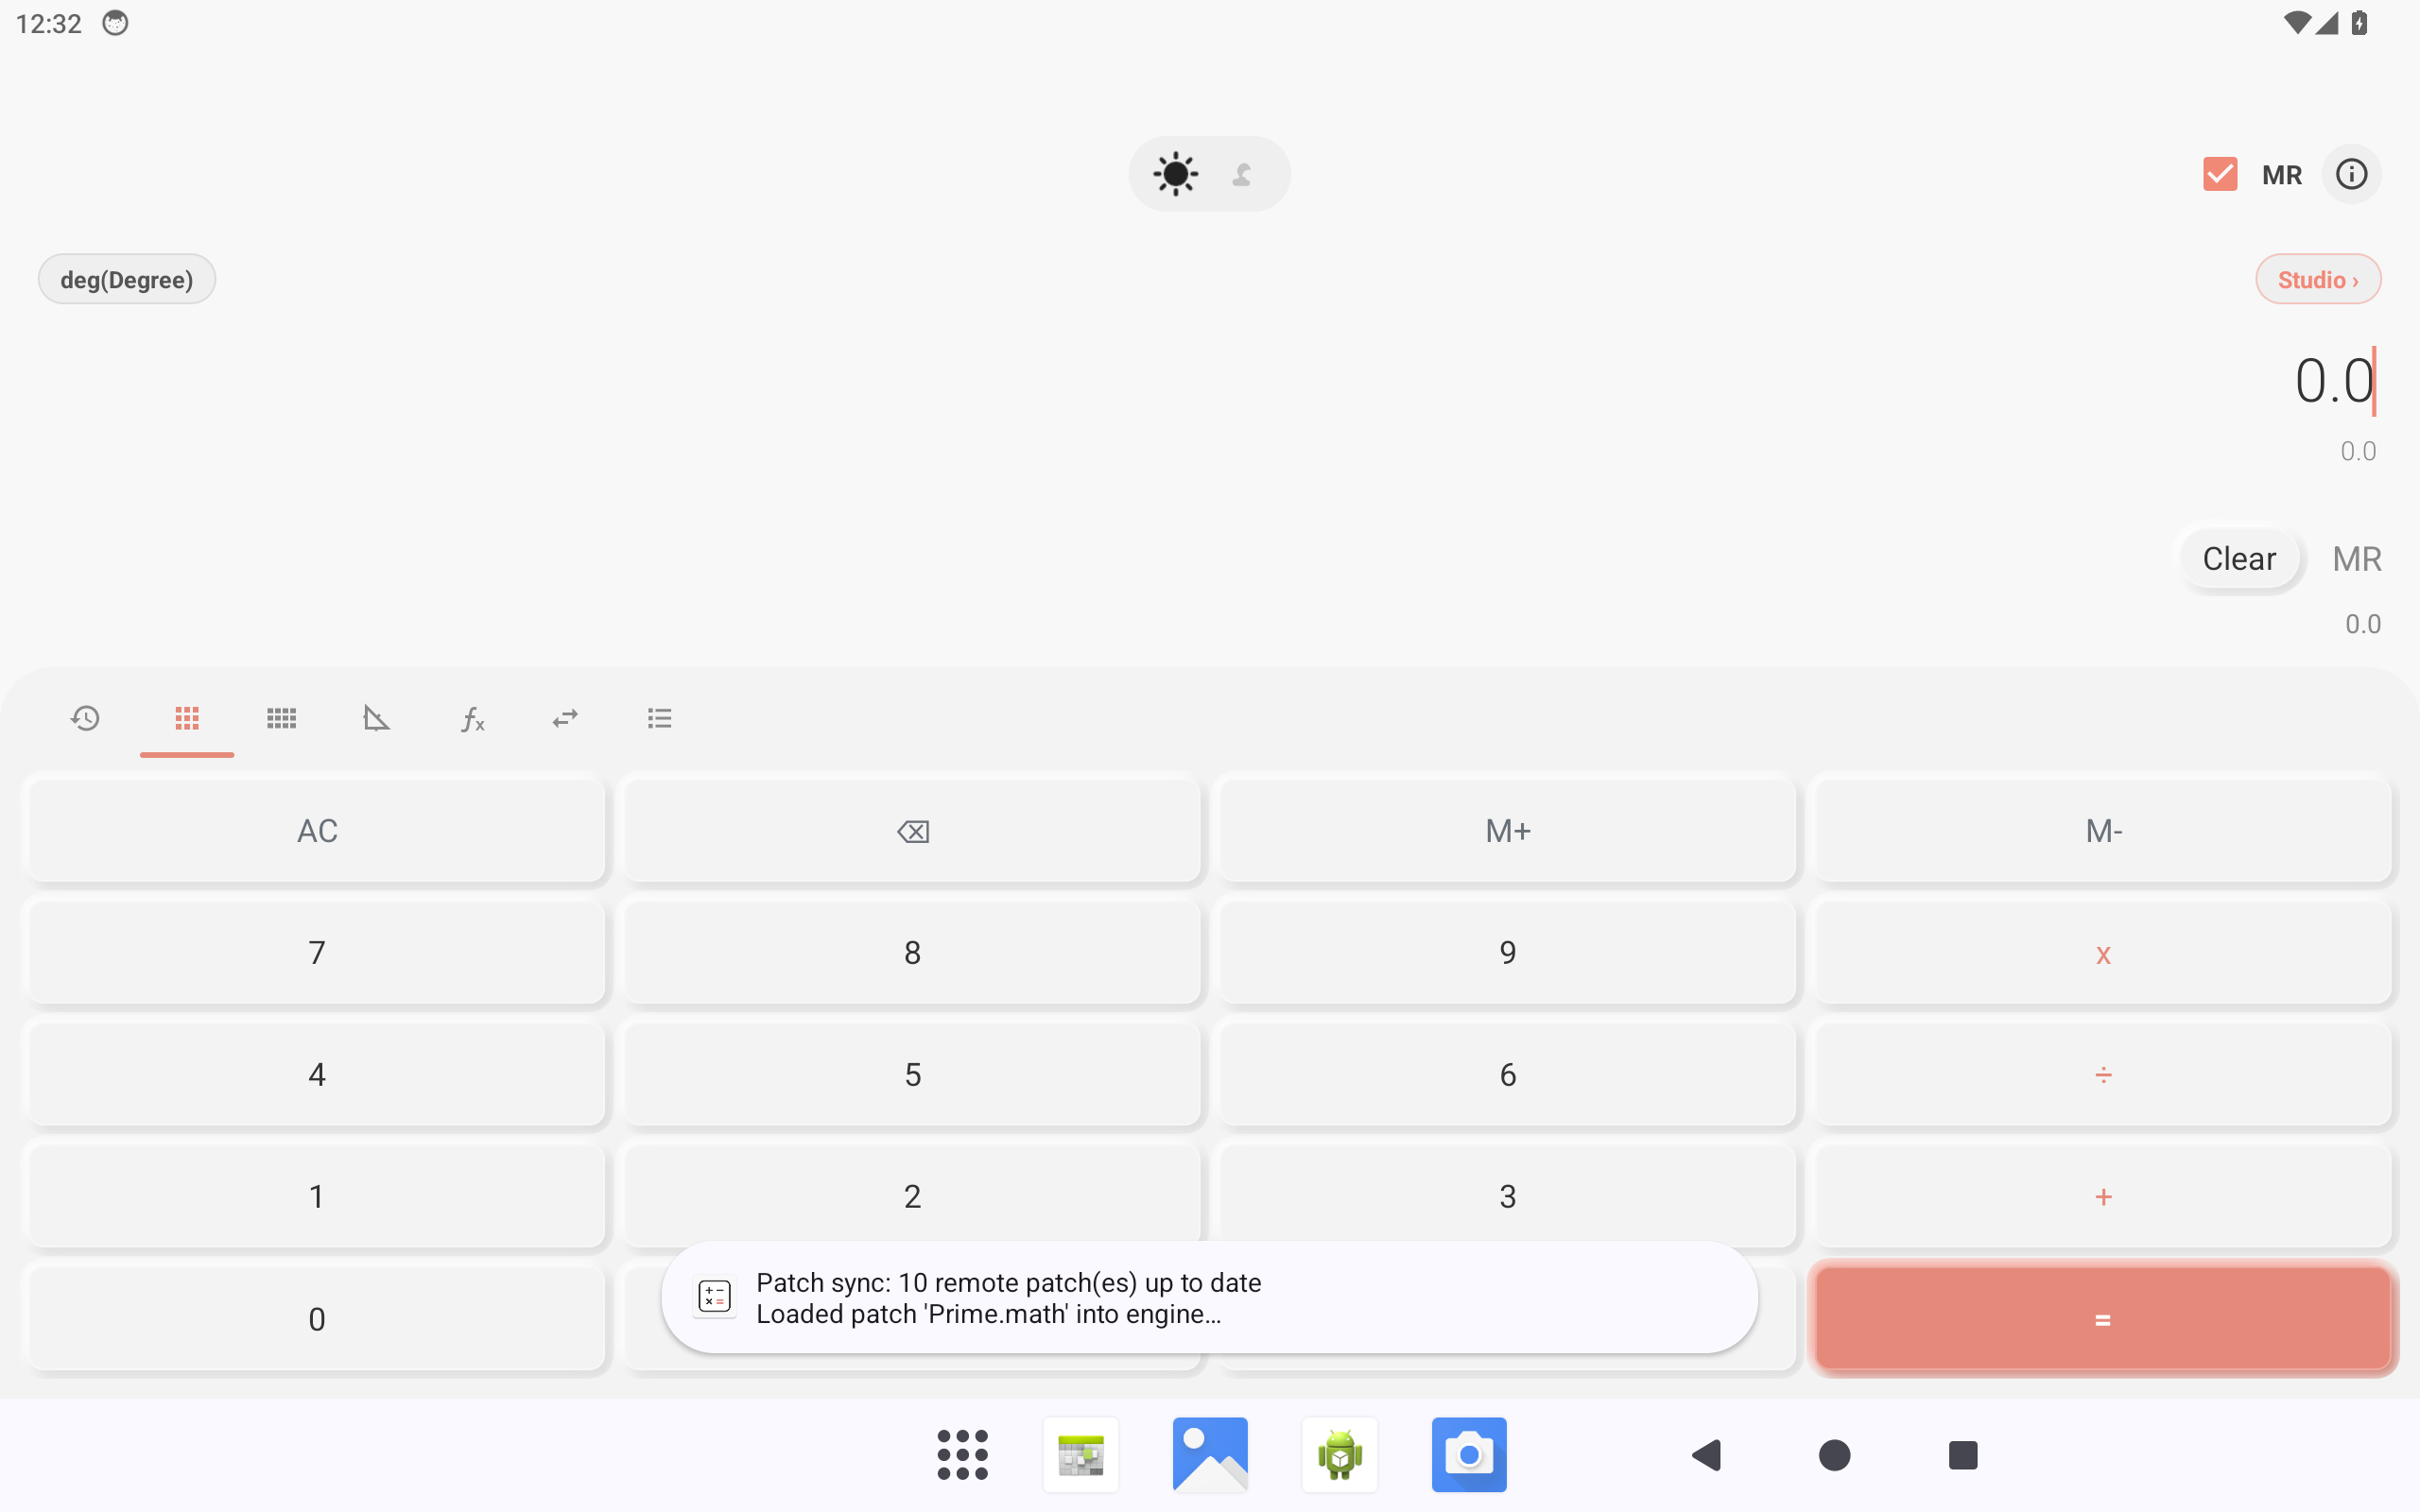 12:32
MR
deg(Degree)
Studio ›
0.0
0.0
Clear MR
0.0
fx
AC M+ M-
7 8 9 x
4 5 6 ÷
1 2 3 +
0 =
Patch sync: 10 remote patch(es) up to date
Loaded patch 'Prime.math' into engine…